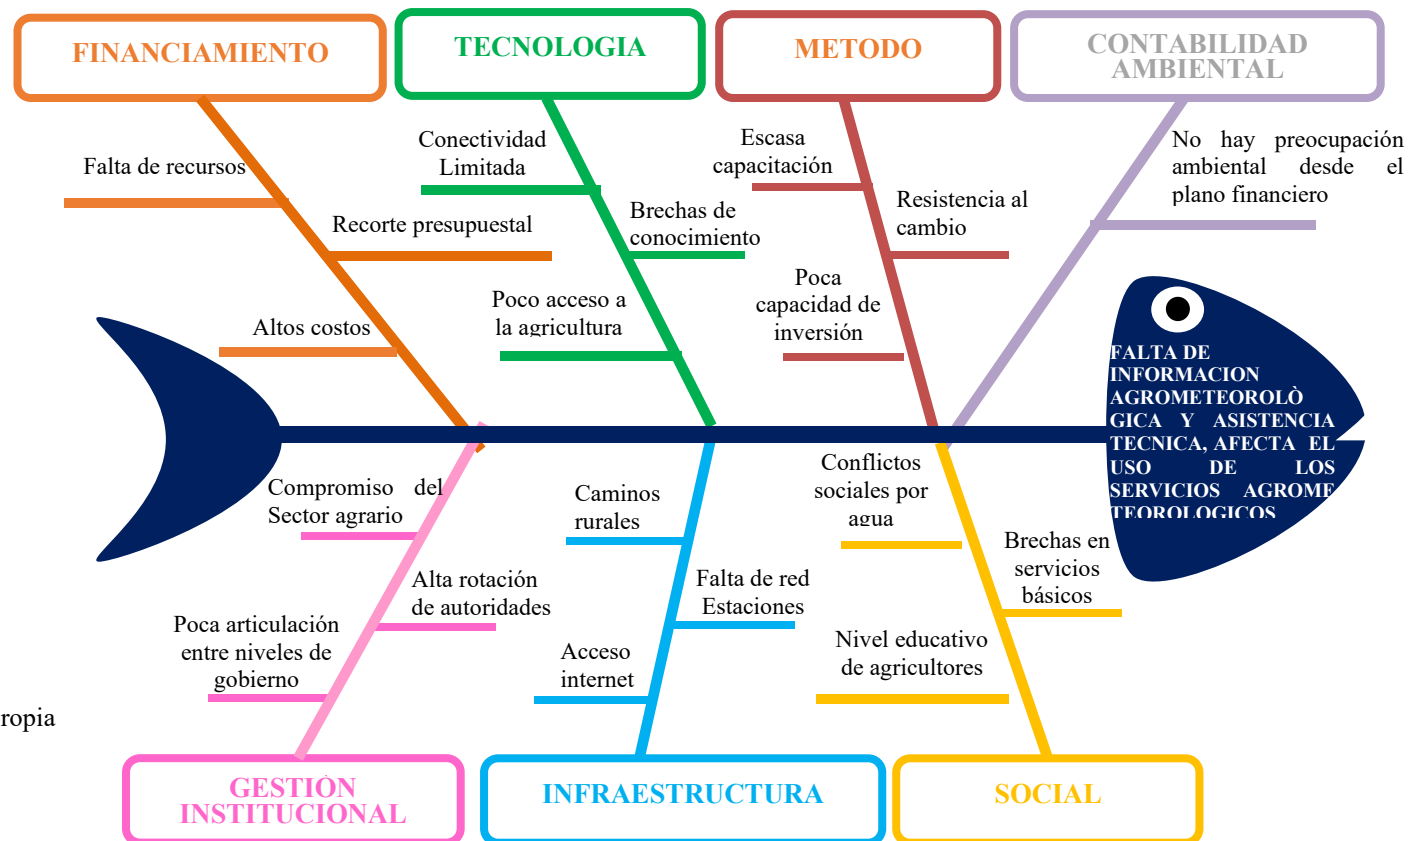 FINANCIAMIENTO
TECNOLOGIA
METODO
CONTABILIDAD
AMBIENTAL
Falta de recursos
Recorte presupuestal
Altos costos
Conectividad
Limitada
Brechas de
conocimiento
Poco acceso a
la agricultura
Escasa
capacitación
Resistencia al
cambio
Poca
capacidad de
inversión
No hay preocupación
ambiental desde el
plano financiero
FALTA DE
INFORMACION
AGROMETEOROLÒ
GICA Y ASISTENCIA
TECNICA, AFECTA EL
USO DE LOS
SERVICIOS AGROME
TEOROLOGICOS
Compromiso del
Sector agrario
Alta rotación
de autoridades
Poca articulación
entre niveles de
gobierno
Caminos
rurales
Falta de red
Estaciones
Acceso
internet
Conflictos
sociales por
agua
Brechas en
servicios
básicos
Nivel educativo
de agricultores
ropia
GESTIÒN
INSTITUCIONAL
INFRAESTRUCTURA
SOCIAL